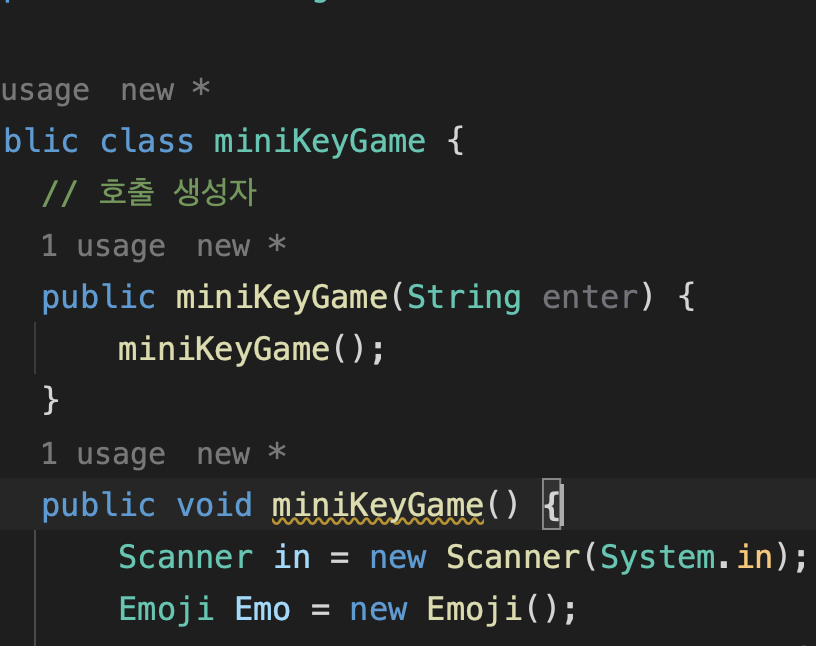 usage new *
blic class miniKeyGame {
// 호출 생성자
1 usage new *
public miniKeyGame(String enter) {
miniKeyGame();
}
1 usage new *
public void miniKeyGame() {
Scanner in = new Scanner(System.in);
Emoji Emo = new Emoji();